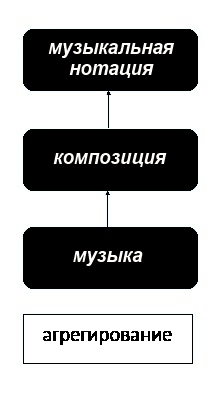 музыкальная
нотация
композиция
музыка
агрегирование